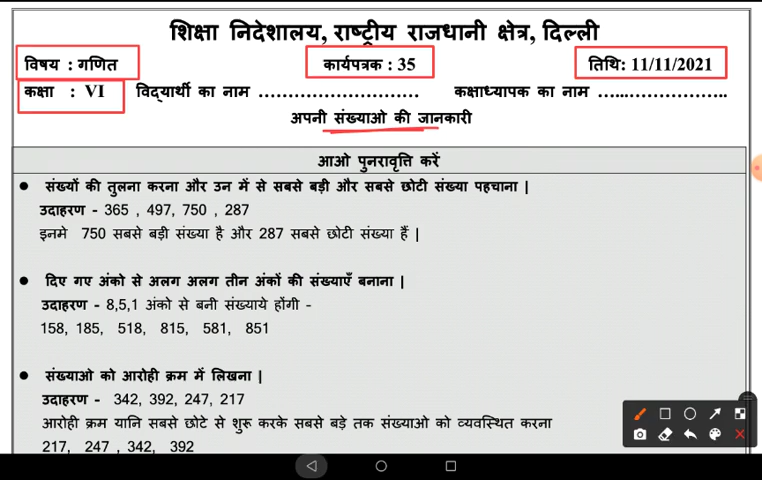 शिक्षा निदेशालय, राष्ट्रीय राजधानी क्षेत्र, दिल्ली
विषय : गणित कार्यपत्रक : 35 तिथि: 11/11/2021
कक्षा : VI विद्यार्थी का नाम ............................ कक्षाध्यापक का नाम ......................
अपनी संख्याओ की जानकारी
आओ पुनरावृत्ति करें
● संख्यों की तुलना करना और उन में से सबसे बड़ी और सबसे छोटी संख्या पहचाना |
उदाहरण - 365 , 497, 750 , 287
इनमे 750 सबसे बड़ी संख्या है और 287 सबसे छोटी संख्या हैं |
● दिए गए अंको से अलग अलग तीन अंकों की संख्याएँ बनाना |
उदाहरण - 8,5,1 अंको से बनी संख्याये होंगी -
158, 185, 518, 815, 581, 851
● संख्याओ को आरोही क्रम में लिखना |
उदाहरण - 342, 392, 247, 217
आरोही क्रम यानि सबसे छोटे से शुरू करके सबसे बड़े तक संख्याओ को व्यवस्थित करना
217, 247 , 342, 392